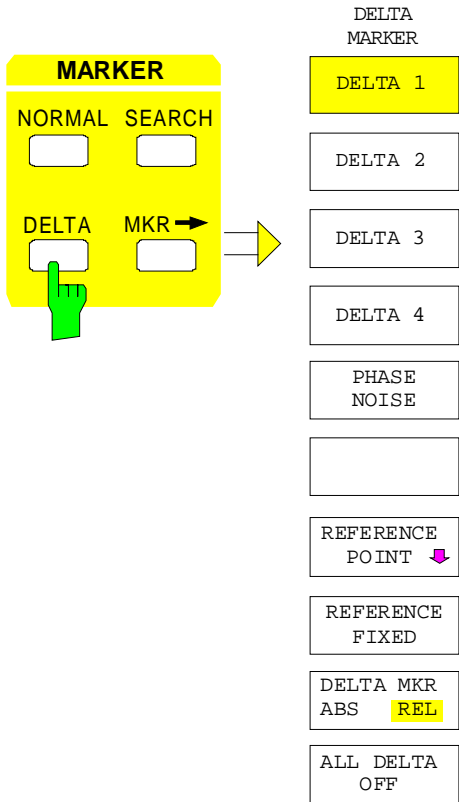 MARKER
NORMAL SEARCH
DELTA MKR
DELTA
MARKER
DELTA 1
DELTA 2
DELTA 3
DELTA 4
PHASE
NOISE
REFERENCE
POINT
REFERENCE
FIXED
DELTA MKR
ABS REL
ALL DELTA
OFF